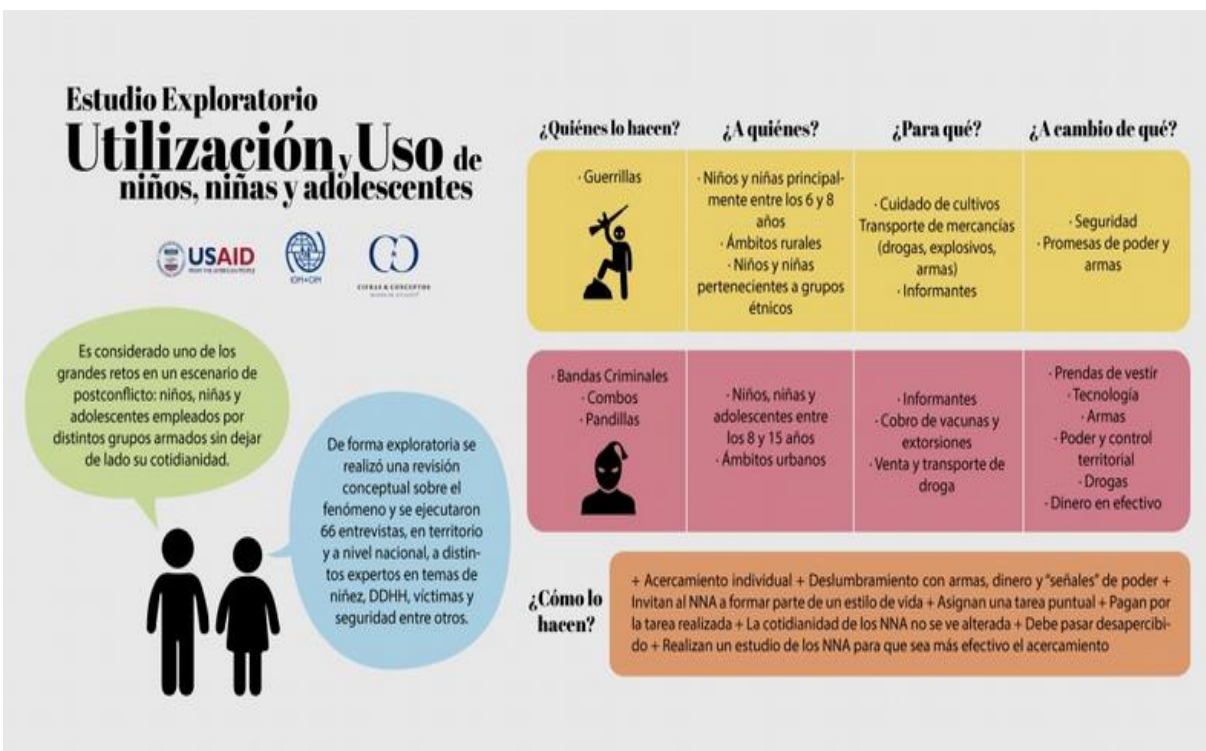 Estudio Exploratorio
Utilización y Uso de
niños, niñas y adolescentes
USAID
FROM THE AMERICAN PEOPLE
IOM•OIM
CIFRAS & CONCEPTOS
Es considerado uno de los
grandes retos en un escenario de
postconflicto: niños, niñas y
adolescentes empleados por
distintos grupos armados sin dejar
de lado su cotidianidad.
De forma exploratoria se
realizó una revisión
conceptual sobre el
fenómeno y se ejecutaron
66 entrevistas, en territorio
y a nivel nacional, a distin-
tos expertos en temas de
niñez, DDHH, víctimas y
seguridad entre otros.
¿Quiénes lo hacen?
¿A quiénes?
¿Para qué?
¿A cambio de qué?
· Guerrillas
· Niños y niñas principal-
mente entre los 6 y 8
años
· Ámbitos rurales
· Niños y niñas
pertenecientes a grupos
étnicos
· Cuidado de cultivos
Transporte de mercancías
(drogas, explosivos,
armas)
· Informantes
· Seguridad
· Promesas de poder y
armas
· Bandas Criminales
· Combos
· Pandillas
· Niños, niñas y
adolescentes entre
los 8 y 15 años
· Ámbitos urbanos
· Informantes
· Cobro de vacunas y
extorsiones
· Venta y transporte de
droga
· Prendas de vestir
· Tecnología
· Armas
· Poder y control
territorial
· Drogas
· Dinero en efectivo
¿Cómo lo
hacen?
+ Acercamiento individual + Deslumbramiento con armas, dinero y “señales” de poder +
Invitan al NNA a formar parte de un estilo de vida + Asignan una tarea puntual + Pagan por
la tarea realizada + La cotidianidad de los NNA no se ve alterada + Debe pasar desapercibi-
do + Realizan un estudio de los NNA para que sea más efectivo el acercamiento